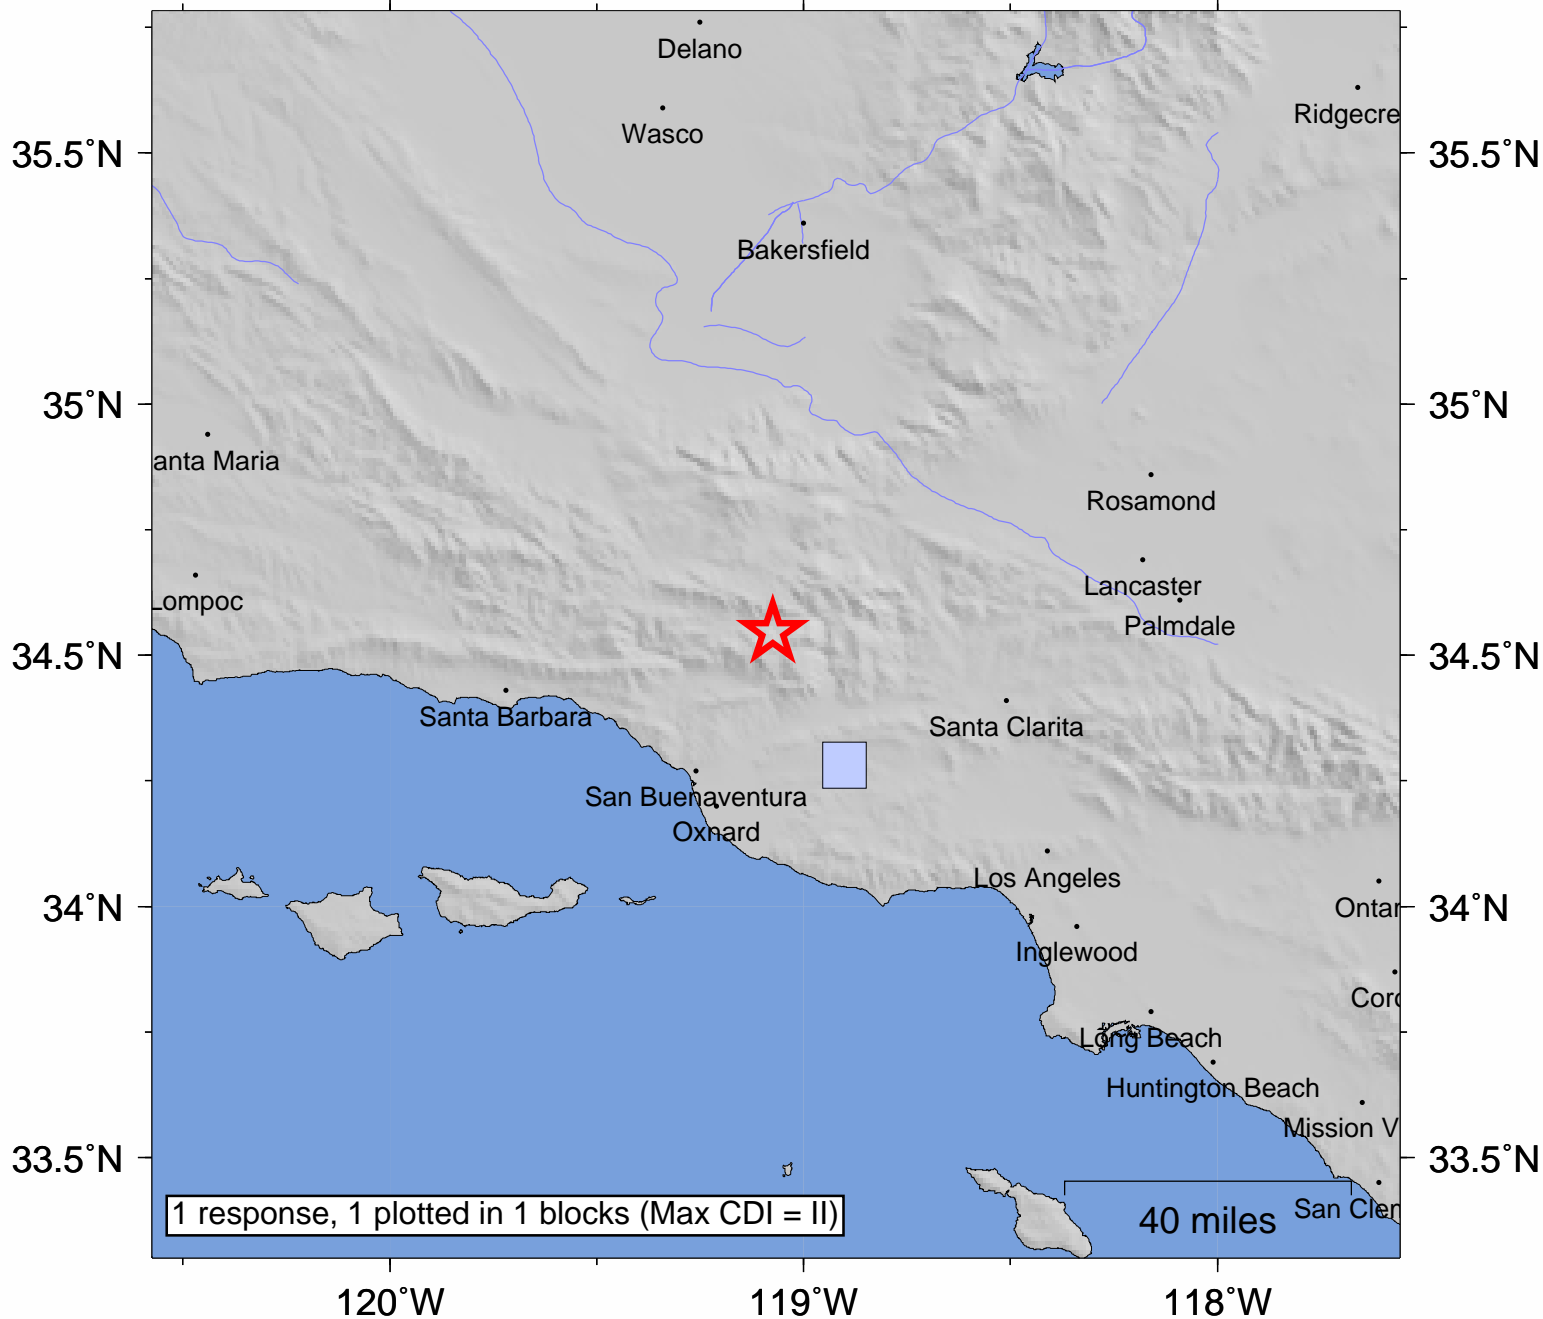 Delano
Ridgecre
Wasco
35.5˚N
35.5˚N
Bakersfield
35˚N
35˚N
anta Maria
Rosamond
Lancaster
Lompoc
Palmdale
34.5˚N
34.5˚N
Santa Barbara
Santa Clarita
San Buenaventura
Oxnard
Los Angeles
34˚N
Ontar
34˚N
Inglewood
Coro
Long Beach
Huntington Beach
Mission V
33.5˚N
33.5˚N
1 response, 1 plotted in 1 blocks (Max CDI = II)
40 miles
San Clem
120˚W
119˚W
118˚W